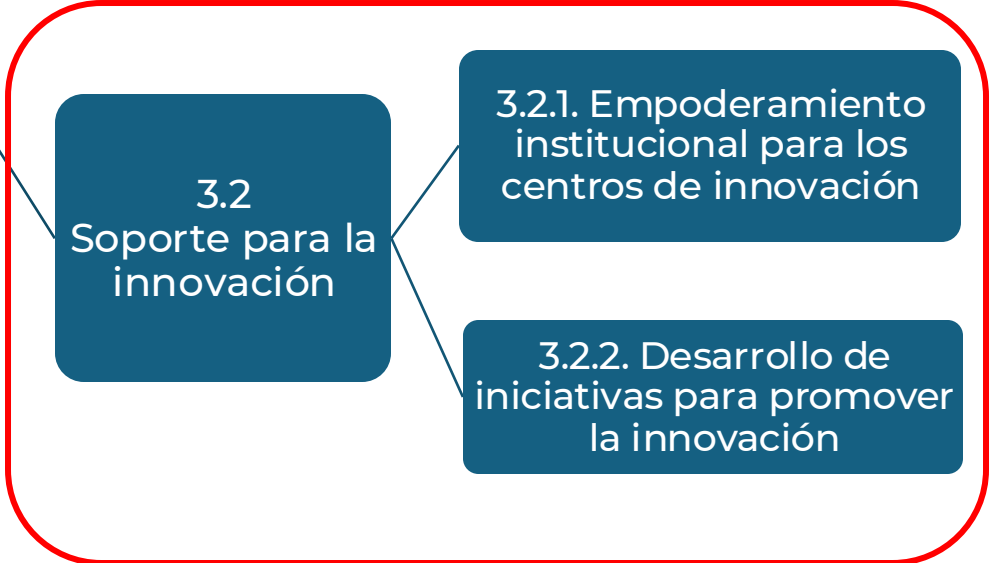 3.2
Soporte para la
innovación
3.2.1. Empoderamiento
institucional para los
centros de innovación
3.2.2. Desarrollo de
iniciativas para promover
la innovación